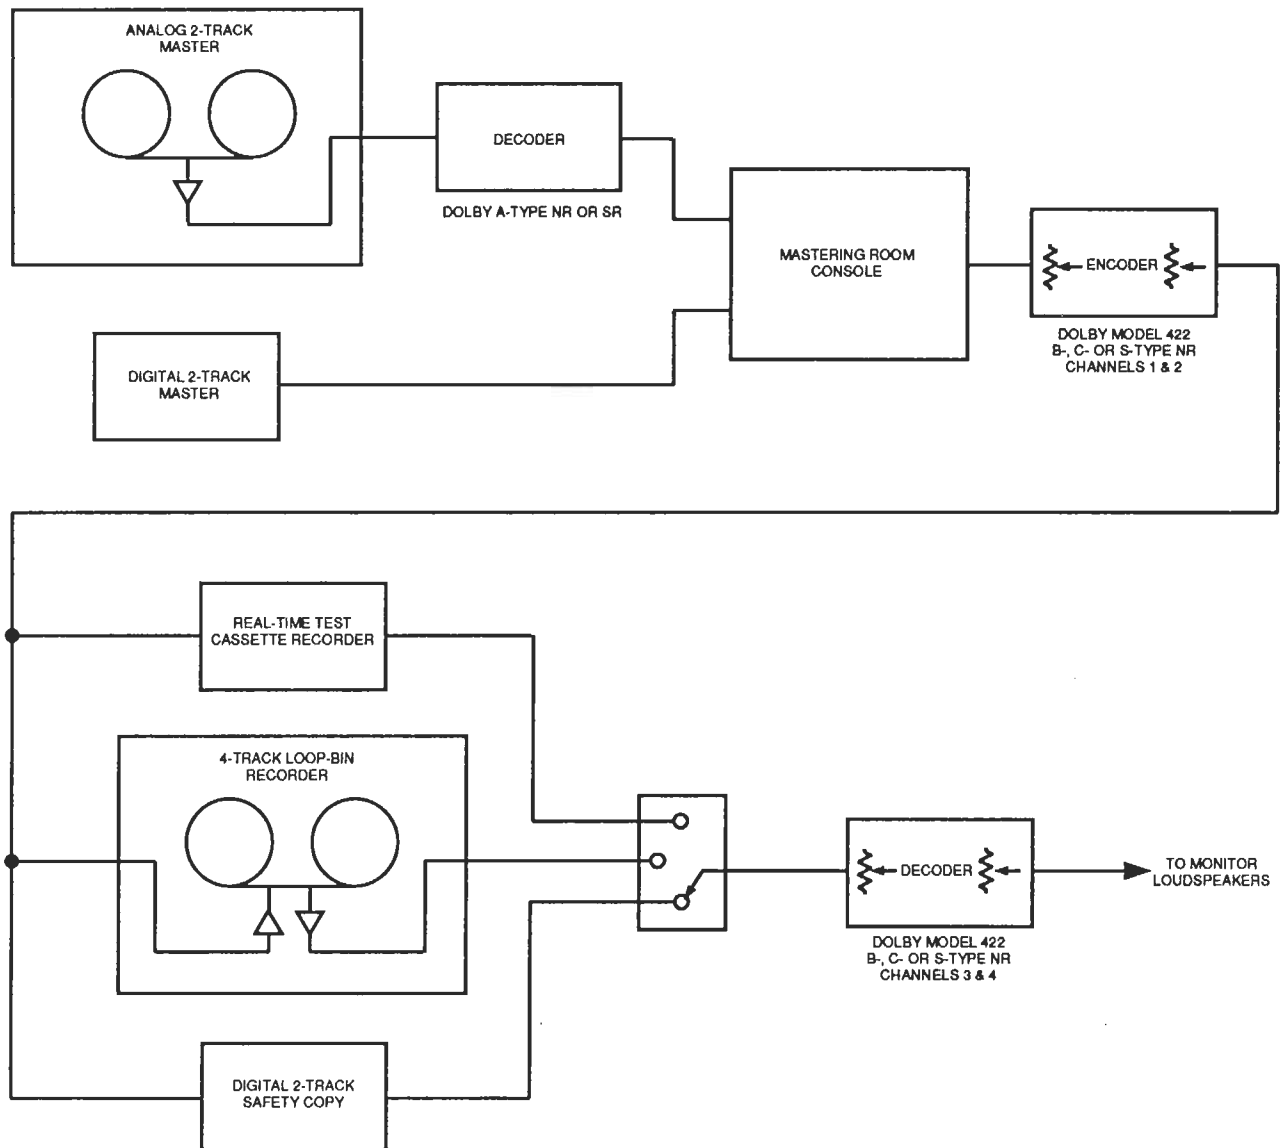 ANALOG 2-TRACK
MASTER
DECODER
DOLBY A-TYPE NR OR SR
MASTERING ROOM
CONSOLE
ENCODER
DOLBY MODEL 422
B-, C- OR S-TYPE NR
CHANNELS 1 & 2
DIGITAL 2-TRACK
MASTER
REAL-TIME TEST
CASSETTE RECORDER
4-TRACK LOOP-BIN
RECORDER
DECODER
TO MONITOR
LOUDSPEAKERS
DOLBY MODEL 422
B-, C- OR S-TYPE NR
CHANNELS 3 & 4
DIGITAL 2-TRACK
SAFETY COPY